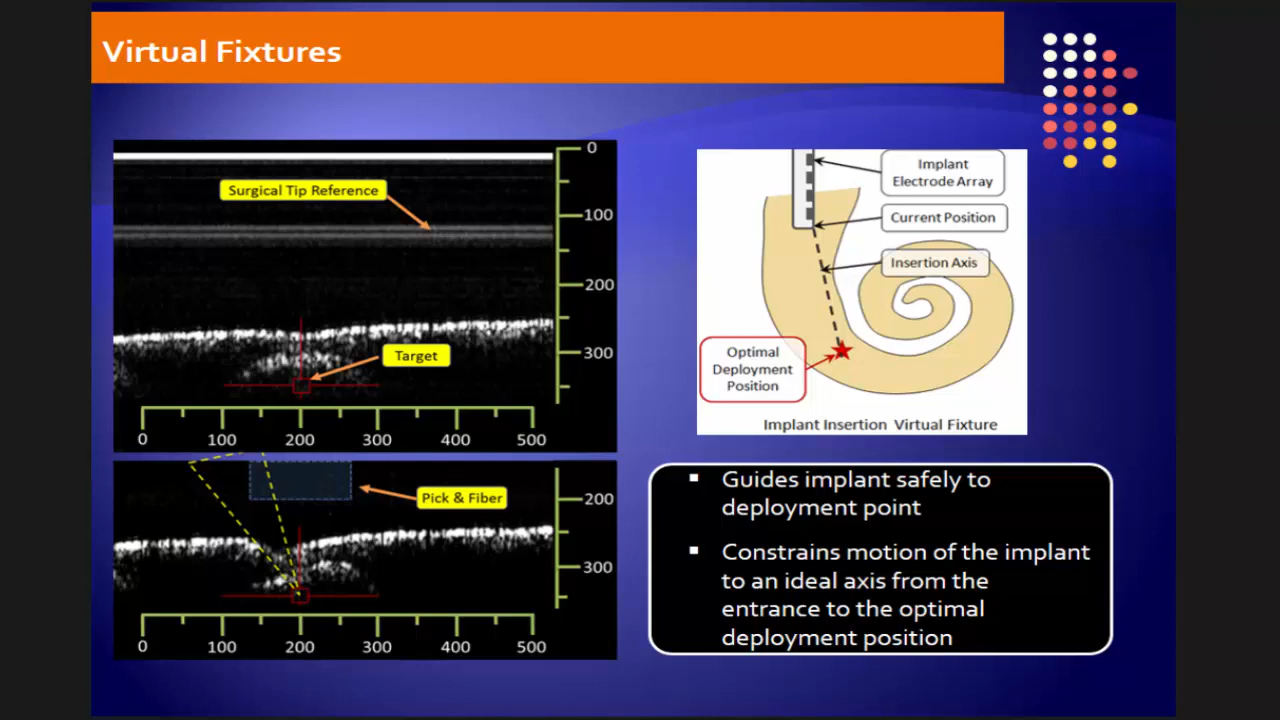 Virtual Fixtures
Surgical Tip Reference
Target
0
100
200
300
0
100
200
300
400
500
Pick & Fiber
200
300
0
100
200
300
400
500
Implant
Electrode Array
Current Position
Insertion Axis
Optimal
Deployment
Position
Implant Insertion Virtual Fixture
Guides implant safely to
deployment point
Constrains motion of the implant
to an ideal axis from the
entrance to the optimal
deployment position